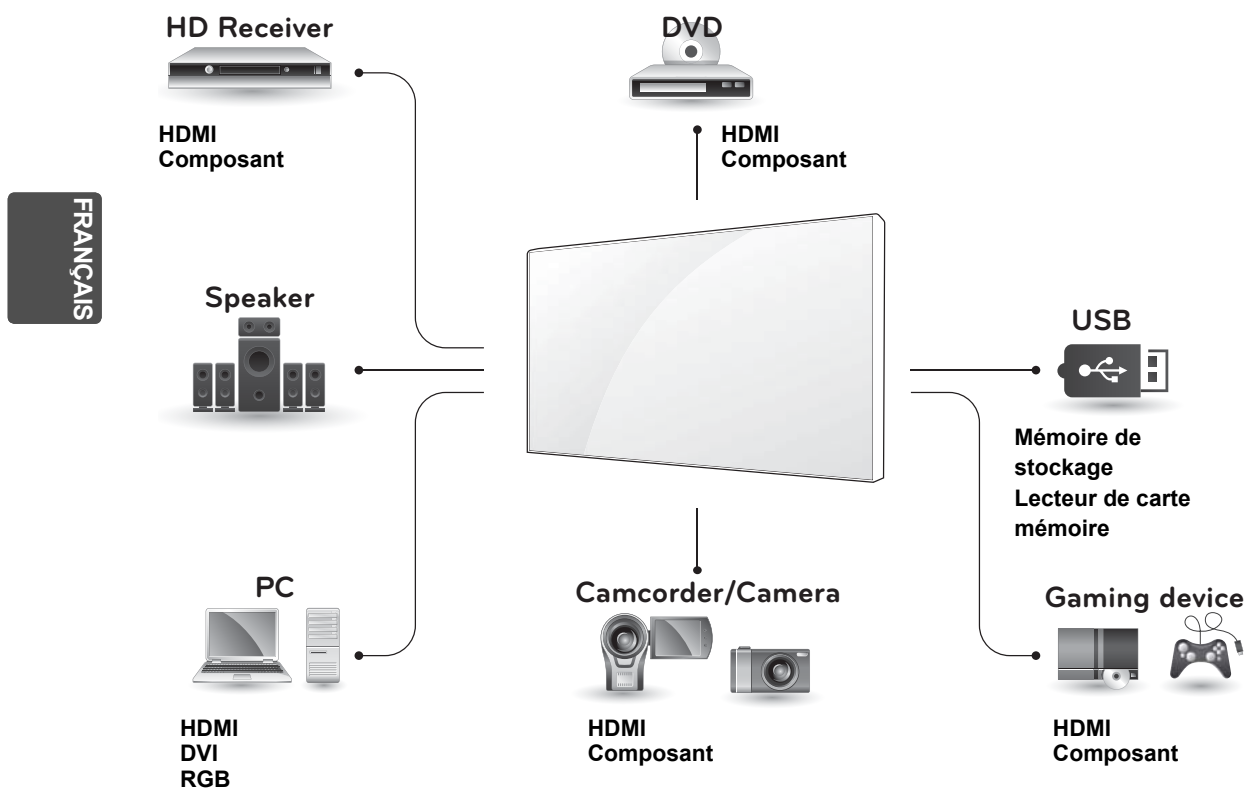 HD Receiver
HDMI
Composant
DVD
HDMI
Composant
FRANÇAIS
Speaker
USB
Mémoire de
stockage
Lecteur de carte
mémoire
PC
HDMI
DVI
RGB
Camcorder/Camera
HDMI
Composant
Gaming device
HDMI
Composant